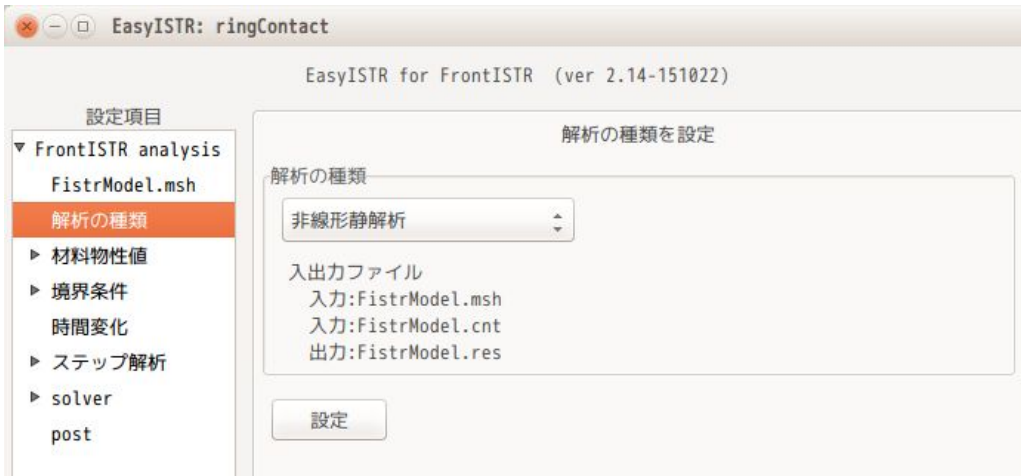 EasyISTR: ringContact
EasyISTR for FrontISTR (ver 2.14-151022)
設定項目
FrontISTR analysis
FistrModel.msh
解析の種類
材料物性値
境界条件
時間変化
ステップ解析
solver
post
解析の種類を設定
解析の種類
非線形静解析
入出力ファイル
入力:FistrModel.msh
入力:FistrModel.cnt
出力:FistrModel.res
設定